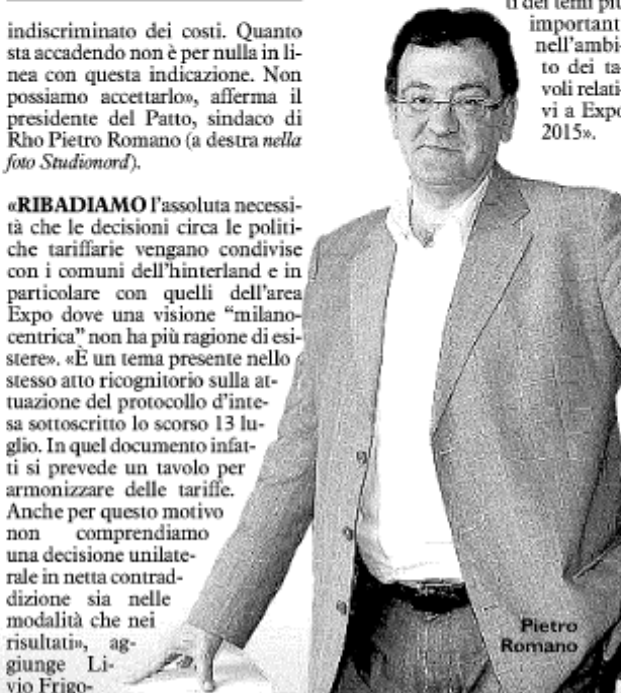 indiscriminato dei costi. Quanto
sta accadendo non è per nulla in li-
nea con questa indicazione. Non
possiamo accettarlo», afferma il
presidente del Patto, sindaco di
Rho Pietro Romano (a destra nella
foto Studionord).
«RIBADIAMO l'assoluta necessi-
tà che le decisioni circa le politi-
che tariffarie vengano condivise
con i comuni dell'hinterland e in
particolare con quelli dell'area
Expo dove una visione “milano-
centrica” non ha più ragione di esi-
stere». «È un tema presente nello
stesso atto ricognitorio sulla at-
tuazione del protocollo d'inte-
sa sottoscritto lo scorso 13 lu-
glio. In quel documento infat-
ti si prevede un tavolo per
armonizzare delle tariffe.
Anche per questo motivo
non comprendiamo
una decisione unilate-
rale in netta contrad-
dizione sia nelle
modalità che nei
risultati», ag-
giunge Li-
vio Frigo-
ti dei temi più
importanti
nell'ambi-
to dei ta-
voli relati-
vi a Expo
2015».
Pietro
Romano